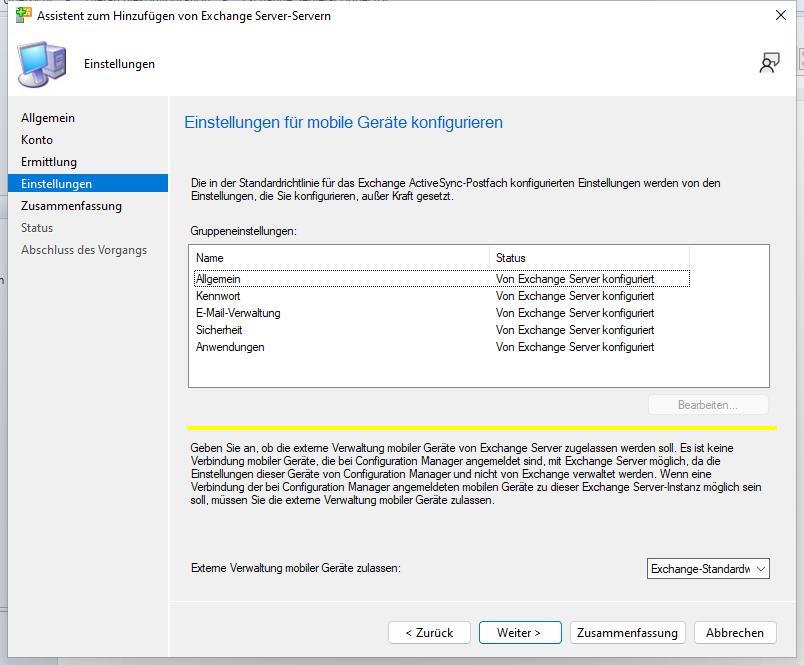 Assistent zum Hinzufügen von Exchange Server-Servern
Einstellungen
Allgemein
Konto
Ermittlung
Einstellungen
Zusammenfassung
Status
Abschluss des Vorgangs
Einstellungen für mobile Geräte konfigurieren
Die in der Standardrichtlinie für das Exchange ActiveSync-Postfach konfigurierten Einstellungen werden von den
Einstellungen, die Sie konfigurieren, außer Kraft gesetzt.
Gruppeneinstellungen:
Name Status
Allgemein Von Exchange Server konfiguriert
Kennwort Von Exchange Server konfiguriert
E-Mail-Verwaltung Von Exchange Server konfiguriert
Sicherheit Von Exchange Server konfiguriert
Anwendungen Von Exchange Server konfiguriert
Bearbeiten...
Geben Sie an, ob die externe Verwaltung mobiler Geräte von Exchange Server zugelassen werden soll. Es ist keine
Verbindung mobiler Geräte, die bei Configuration Manager angemeldet sind, mit Exchange Server möglich, da die
Einstellungen dieser Geräte von Configuration Manager und nicht von Exchange verwaltet werden. Wenn eine
Verbindung der bei Configuration Manager angemeldeten mobilen Geräte zu dieser Exchange Server-Instanz möglich sein
soll, müssen Sie die externe Verwaltung mobiler Geräte zulassen.
Externe Verwaltung mobiler Geräte zulassen: Exchange-Standardw
< Zurück Weiter > Zusammenfassung Abbrechen